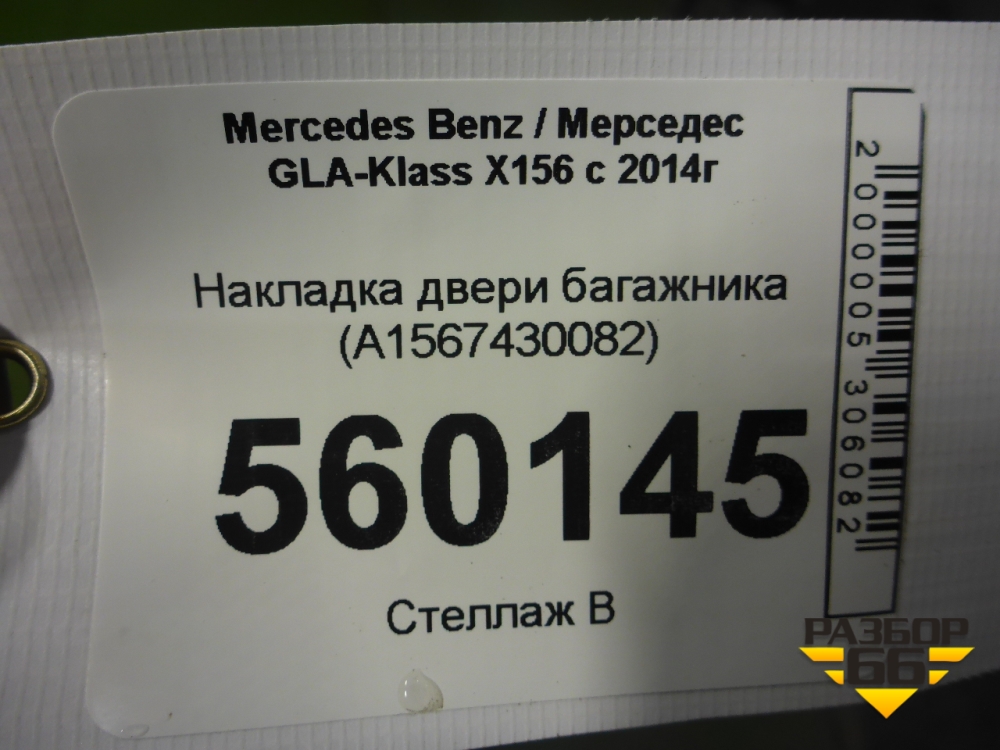 Mercedes Benz / Мерседес
GLA-Klass X156 с 2014г
Накладка двери багажника
(A1567430082)
560145
Стеллаж В
2000005306082
РАЗБОР
66